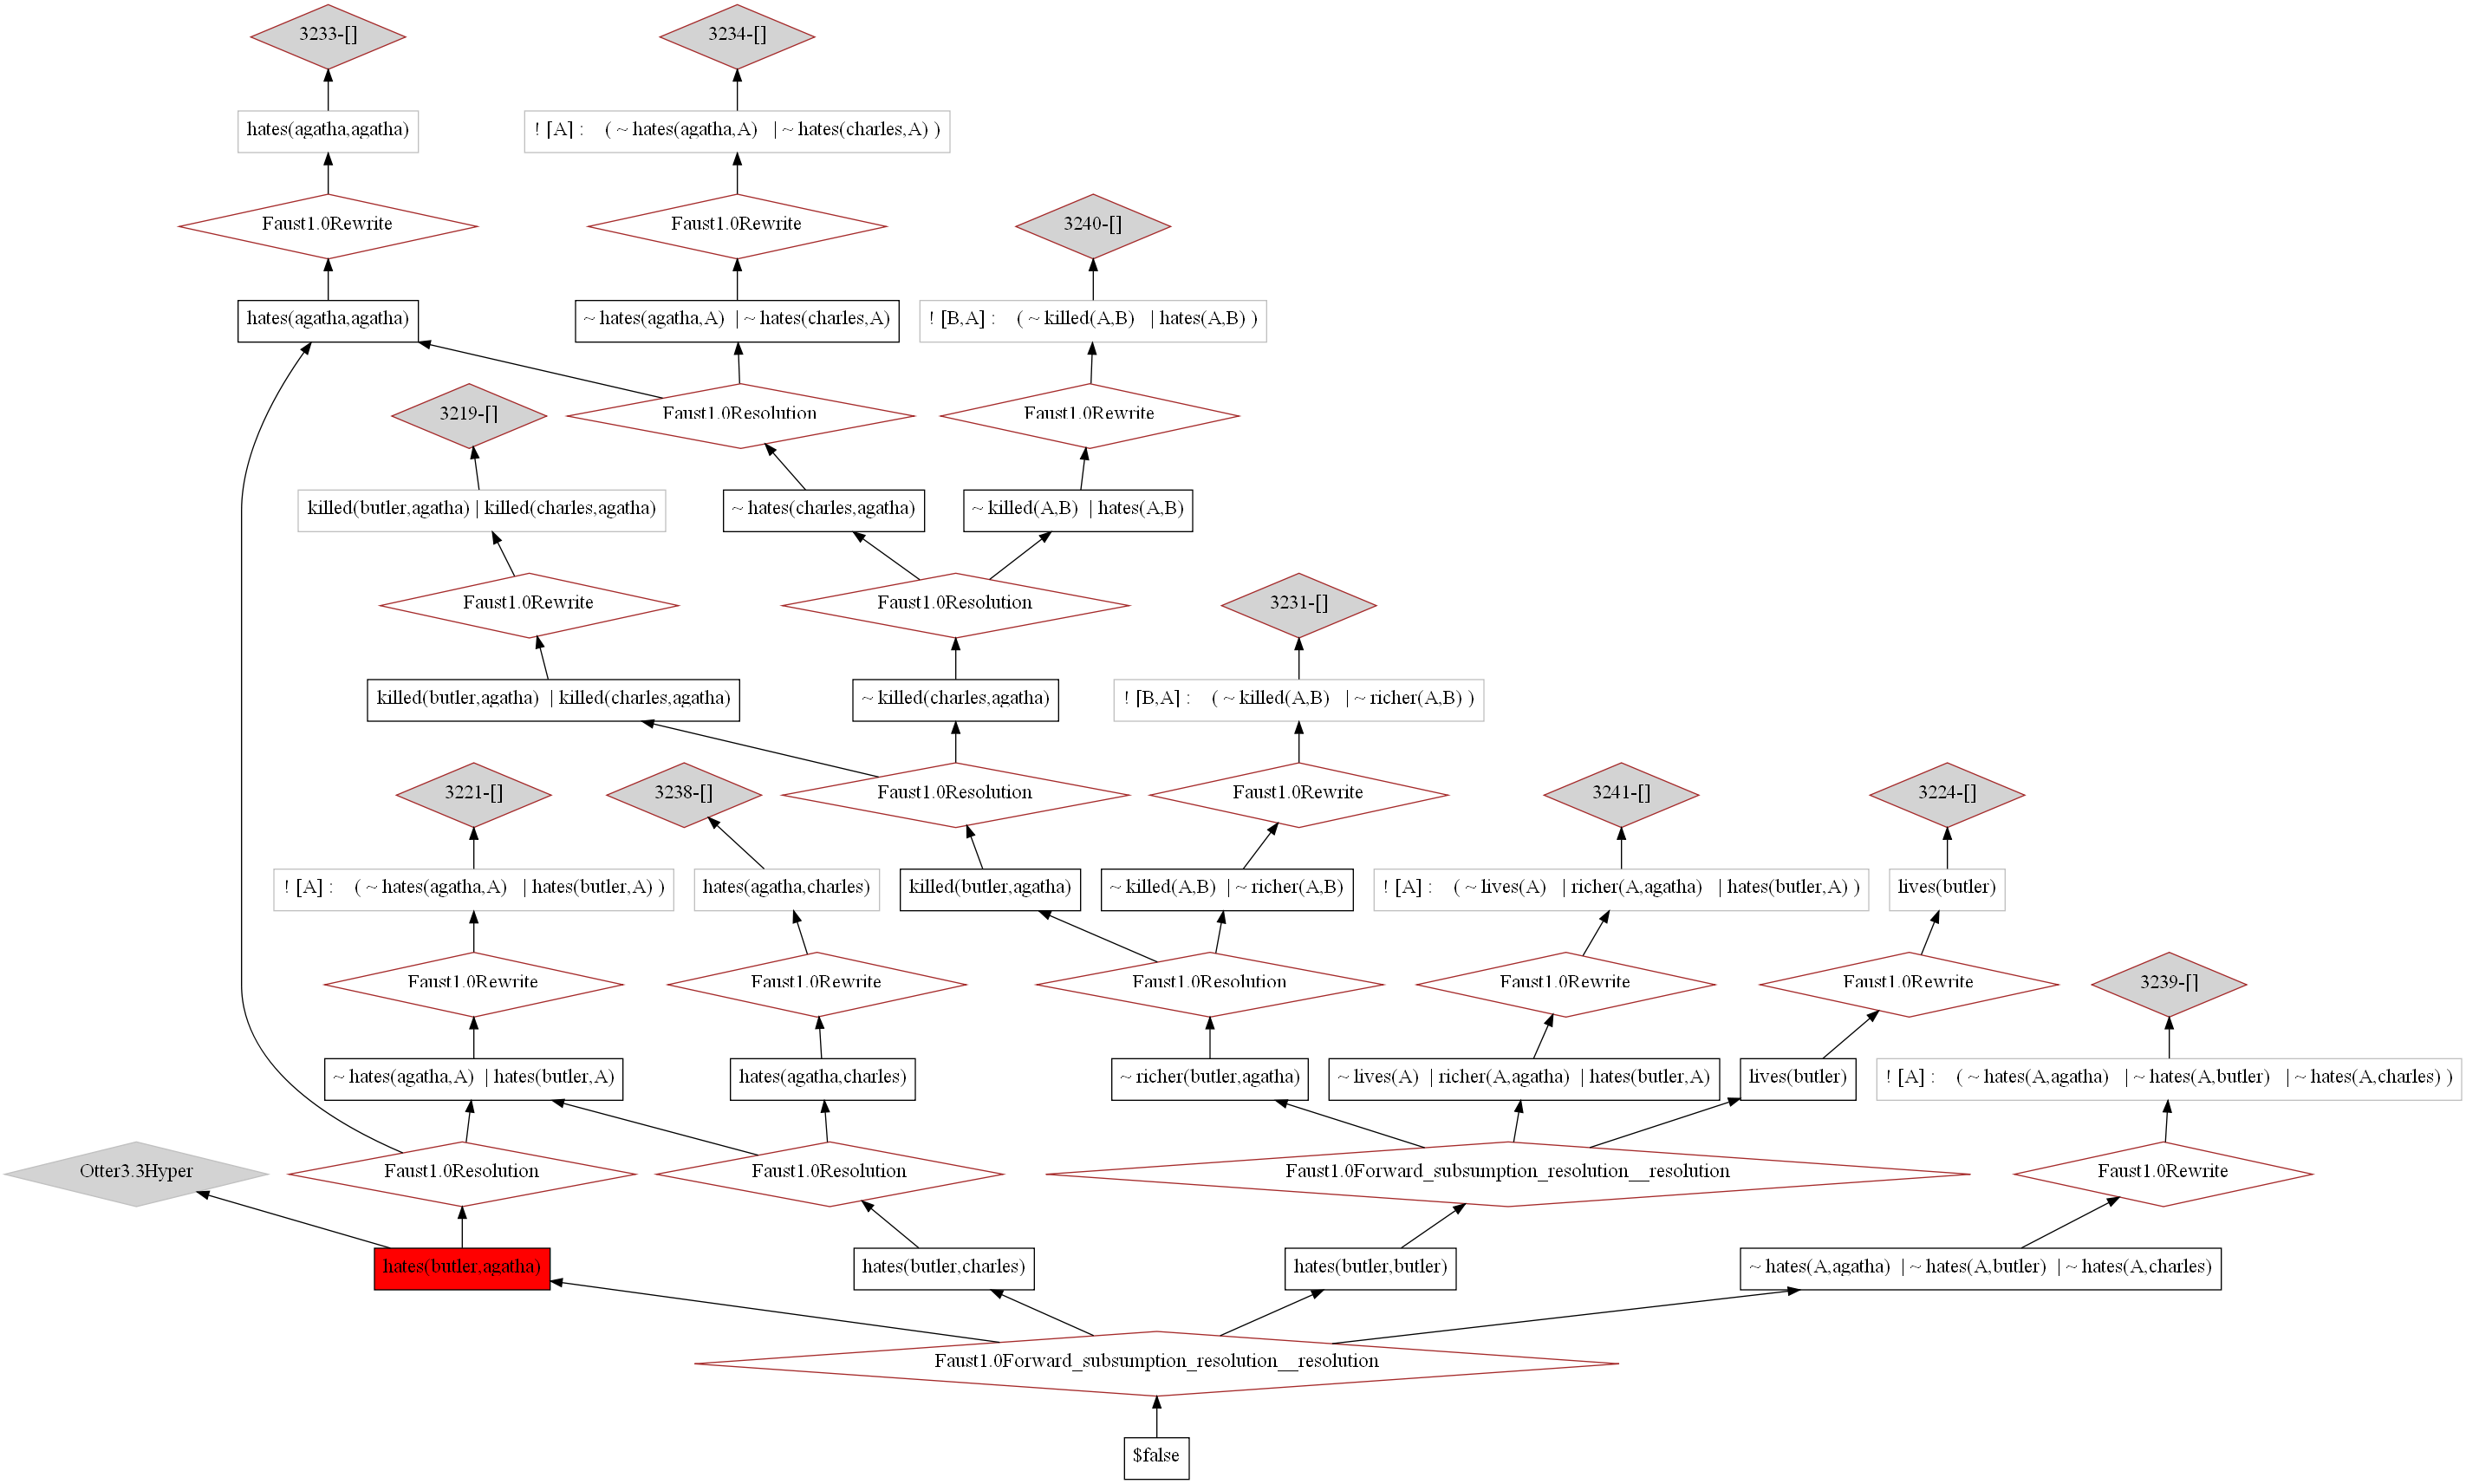 3233-[]
3234-[]
hates(agatha,agatha)
! [A] : ( ~ hates(agatha,A) | ~ hates(charles,A) )
Faust1.0Rewrite
Faust1.0Rewrite
3240-[]
hates(agatha,agatha)
~ hates(agatha,A) | ~ hates(charles,A)
! [B,A] : ( ~ killed(A,B) | hates(A,B) )
3219-[]
Faust1.0Resolution
Faust1.0Rewrite
killed(butler,agatha) | killed(charles,agatha)
~ hates(charles,agatha)
~ killed(A,B) | hates(A,B)
Faust1.0Rewrite
Faust1.0Resolution
3231-[]
killed(butler,agatha) | killed(charles,agatha)
~ killed(charles,agatha)
! [B,A] : ( ~ killed(A,B) | ~ richer(A,B) )
3221-[]
3238-[]
Faust1.0Resolution
Faust1.0Rewrite
3241-[]
3224-[]
! [A] : ( ~ hates(agatha,A) | hates(butler,A) )
hates(agatha,charles)
killed(butler,agatha)
~ killed(A,B) | ~ richer(A,B)
! [A] : ( ~ lives(A) | richer(A,agatha) | hates(butler,A) )
lives(butler)
Faust1.0Rewrite
Faust1.0Rewrite
Faust1.0Resolution
Faust1.0Rewrite
Faust1.0Rewrite
3239-[]
~ hates(agatha,A) | hates(butler,A)
hates(agatha,charles)
~ richer(butler,agatha)
~ lives(A) | richer(A,agatha) | hates(butler,A)
lives(butler)
! [A] : ( ~ hates(A,agatha) | ~ hates(A,butler) | ~ hates(A,charles) )
Otter3.3Hyper
Faust1.0Resolution
Faust1.0Resolution
Faust1.0Forward_subsumption_resolution__resolution
Faust1.0Rewrite
hates(butler,agatha)
hates(butler,charles)
hates(butler,butler)
~ hates(A,agatha) | ~ hates(A,butler) | ~ hates(A,charles)
Faust1.0Forward_subsumption_resolution__resolution
$false